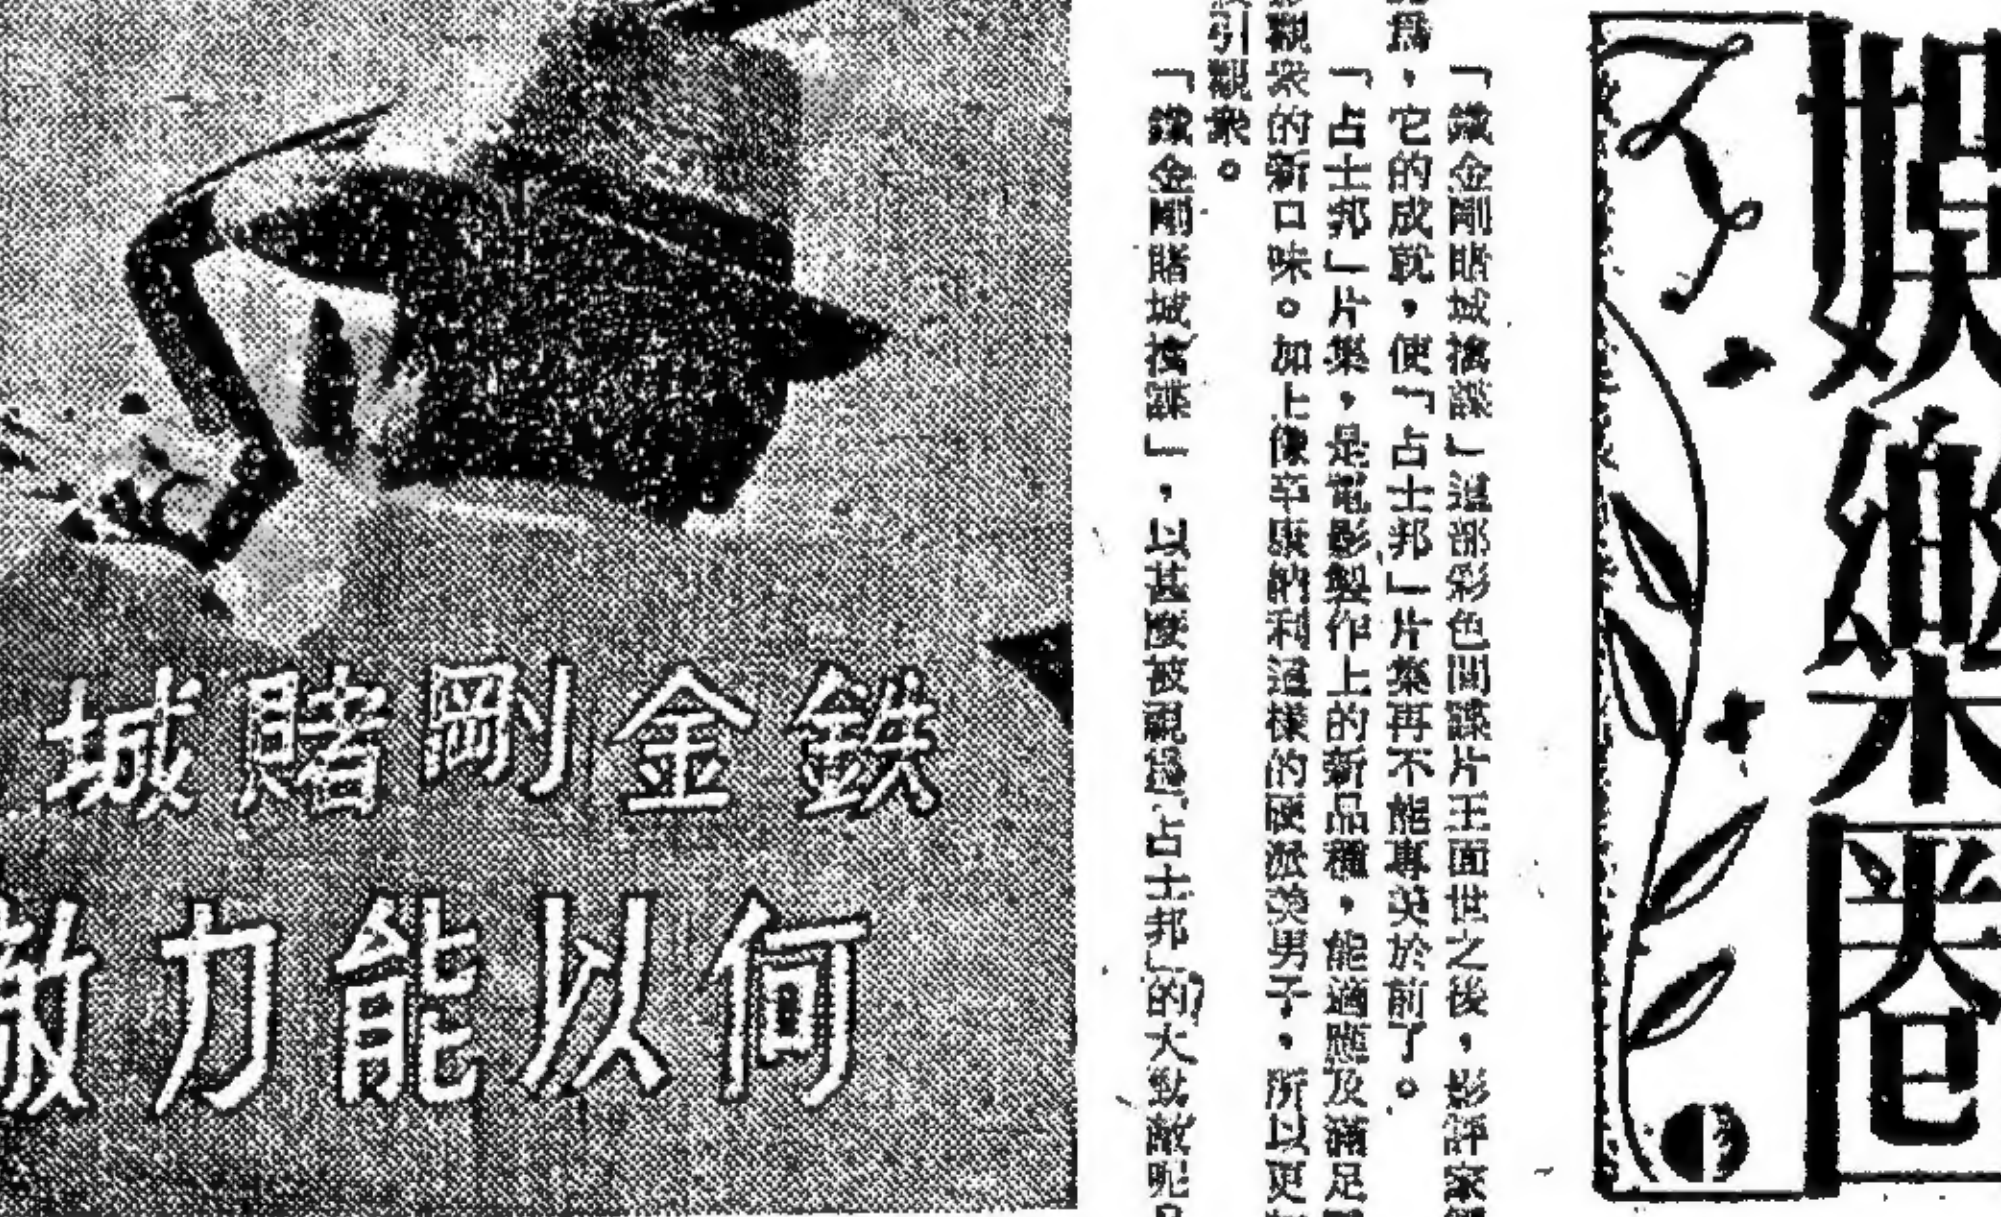 娛樂圈
「鐵金剛賭城擒諜」這部彩色間諜片王面世之後，影評家
爲，它的成就，使「占士邦」片集再不能專美於前了。
「占士邦」片集，是電影製作上的新品種，能適應及滿足
觀衆的新口味。加上像辛康納利這樣的硬派美男子，所以更
引觀衆。
「鐵金剛賭城擒諜」，以甚麼被視爲「占士邦」的大敵呢
鉄金剛賭城
何以能力敵